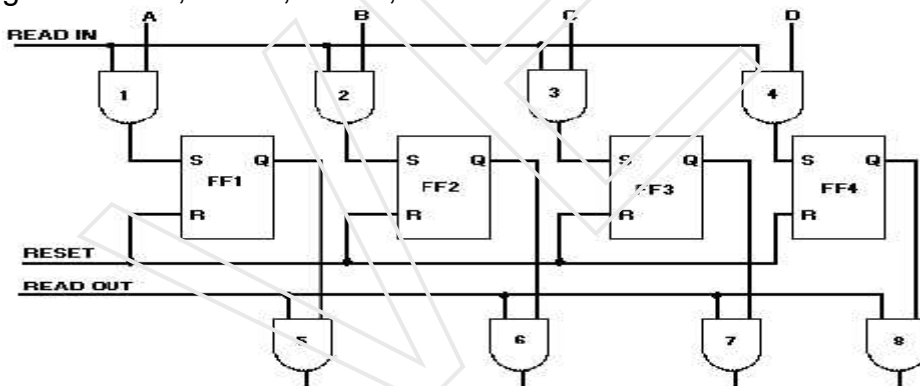 A B C D
READ IN
1 2 3 4
S Q S Q S Q S Q
FF1 FF2 FF3 FF4
R R R R
RESET
READ OUT
5 6 7 8